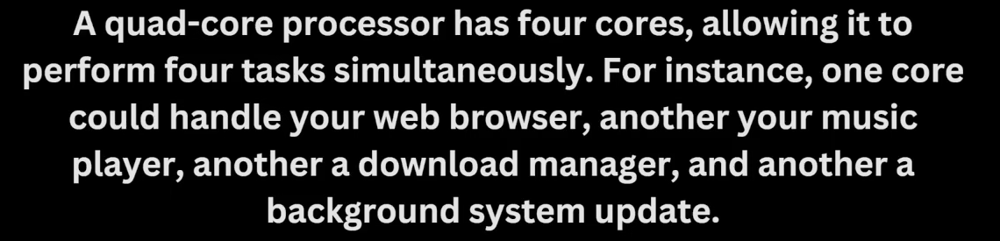 A quad-core processor has four cores, allowing it to
perform four tasks simultaneously. For instance, one core
could handle your web browser, another your music
player, another a download manager, and another a
background system update.